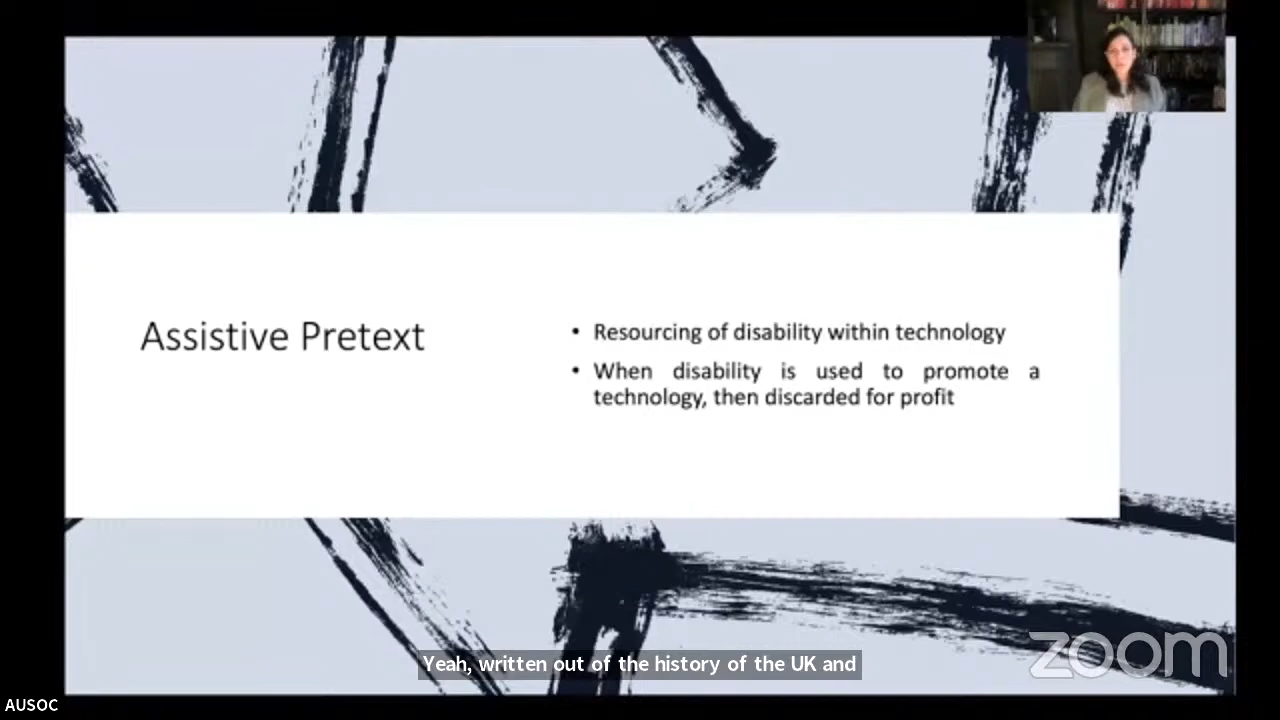 Assistive Pretext
• Resourcing of disability within technology
• When disability is used to promote a
technology, then discarded for profit
zoom
Yeah, written out of the history of the UK and
AUSOC